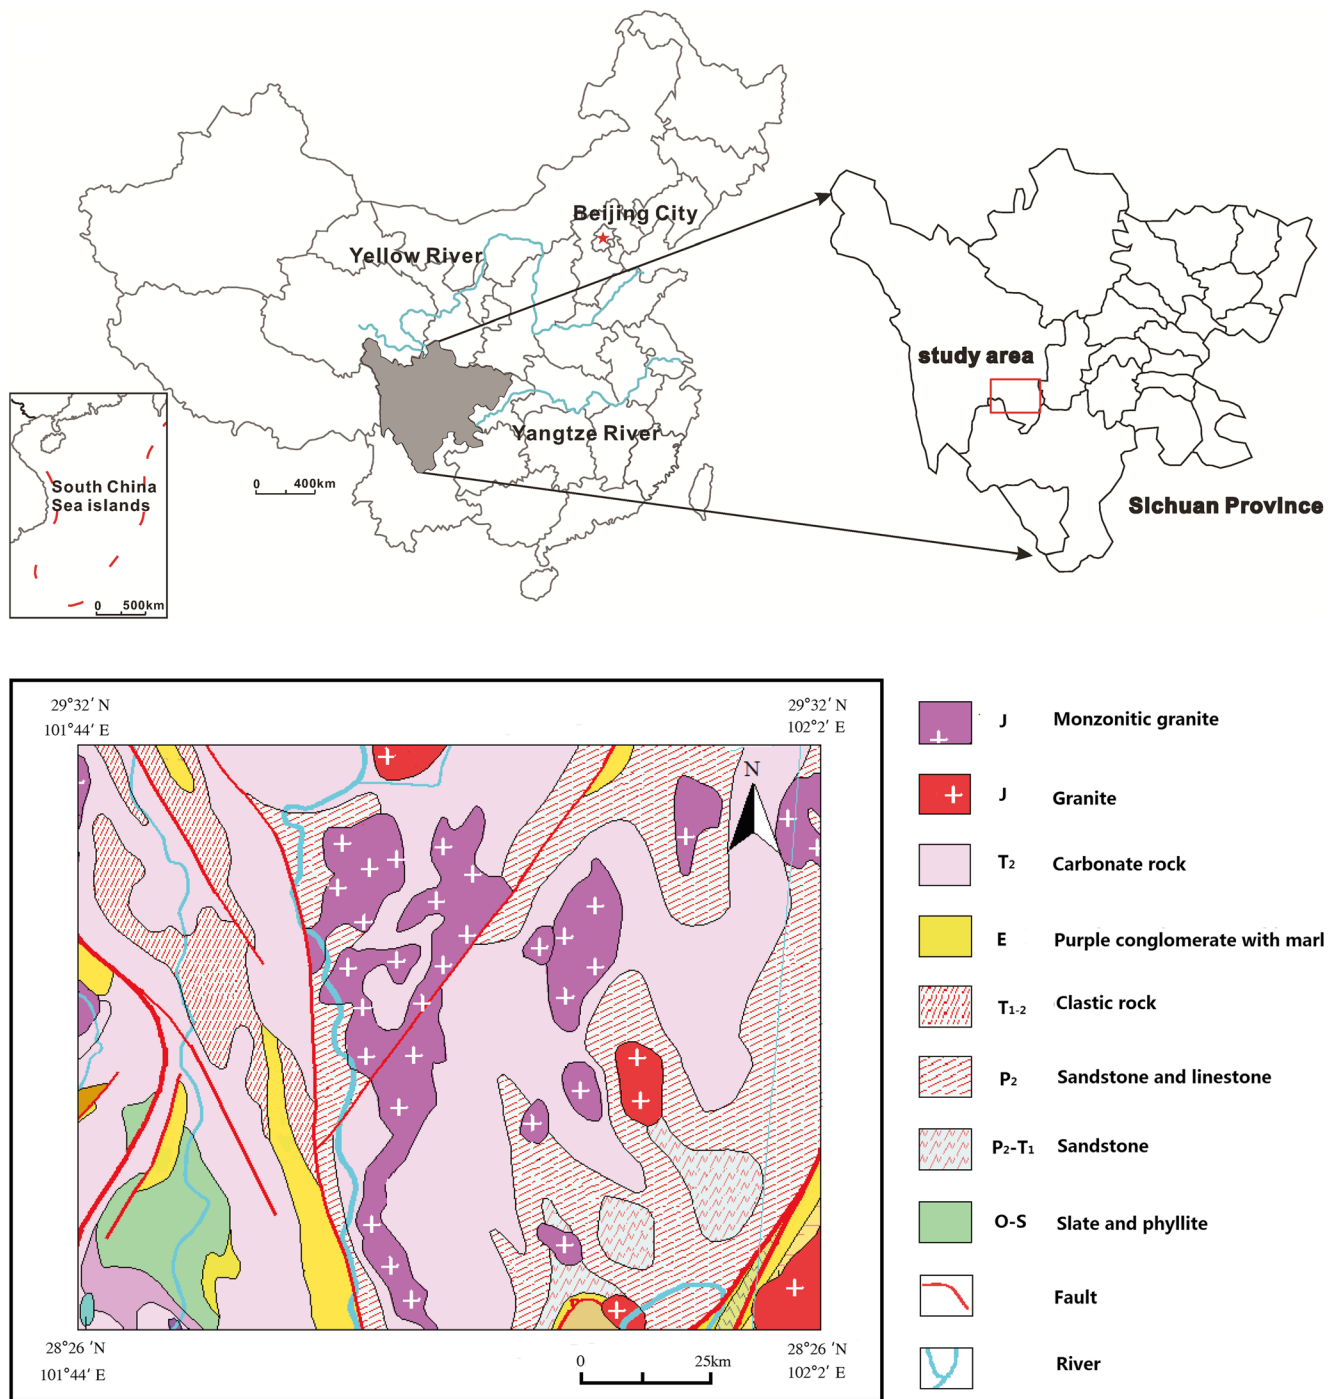 Beijing City
Yellow River
study area
Yangtze River
0 400km
South China
Sea islands
0 500km
Sichuan Province
29°32′ N
101°44′ E
29°32′ N
102°2′ E
N
28°26 ′N
101°44′ E
28°26 ′N
102°2′ E
0 25km
J Monzonitic granite
J Granite
T2 Carbonate rock
E Purple conglomerate with marl
T1-2 Clastic rock
P2 Sandstone and linestone
P2-T1 Sandstone
O-S Slate and phyllite
Fault
River